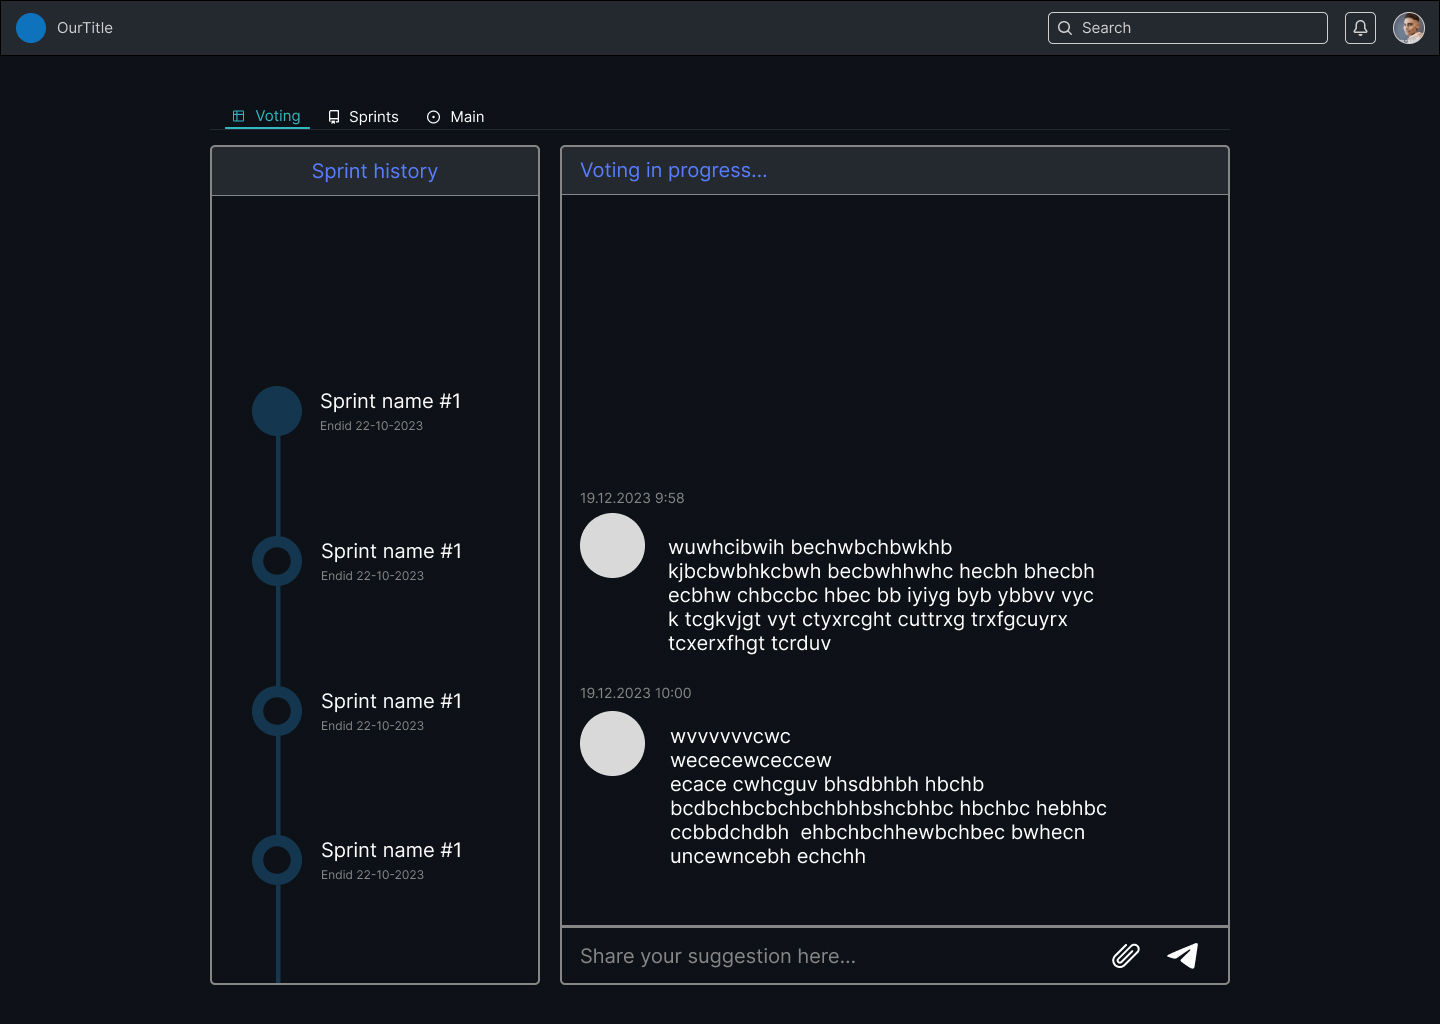 OurTitle
Search
Voting
Sprints
Main
Sprint history
Sprint name #1
Endid 22-10-2023
Sprint name #1
Endid 22-10-2023
Sprint name #1
Endid 22-10-2023
Sprint name #1
Endid 22-10-2023
Voting in progress...
19.12.2023 9:58
wuwhcibwih bechwbchbwkhb
kjbcbwbhkcbwh becbwhhwhc hecbh bhecbh
ecbhw chbccbc hbec bb iyiyg byb ybbvv vyc
k tcgkvjgt vyt ctyxrcght cuttrxg trxfgcuyrx
tcxerxfhgt tcrduv
19.12.2023 10:00
wvvvvvvcwc
wececewceccew
ecace cwhcguv bhsdbhbh hbchb
bcdbchbcbchbchbhbshcbhbc hbchbc hebhbc
ccbbdchdbh  ehbchbchhewbchbec bwhecn
uncewncebh echchh
Share your suggestion here...